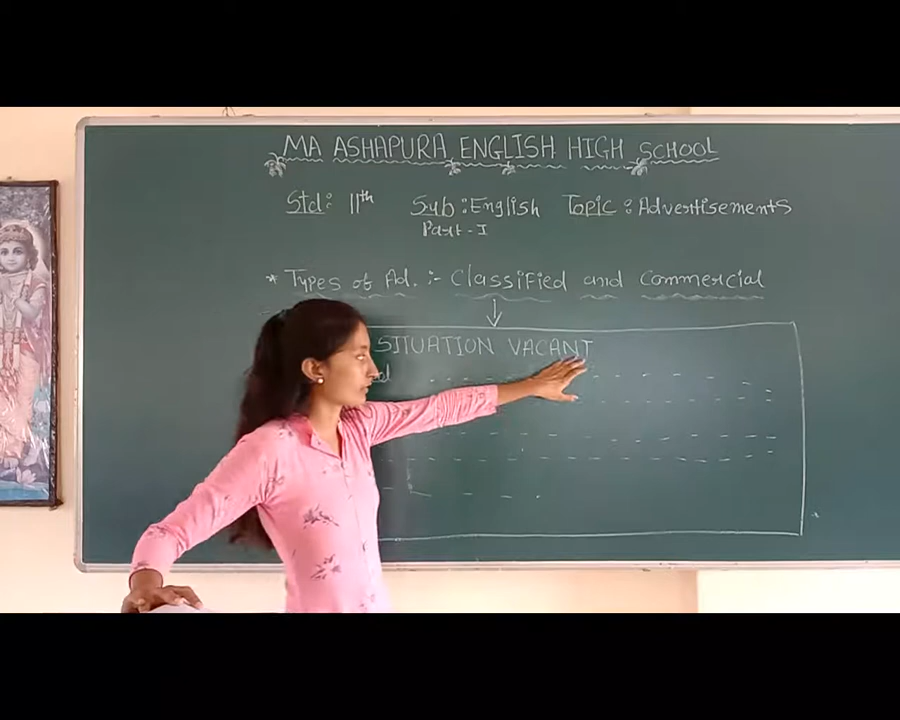 MA ASHAPURA ENGLISH HIGH SCHOOL
Std: 11th Sub: English Topic: Advertisements
Part-I
* Types of Ad. :- Classified and Commercial
SITUATION VACANT